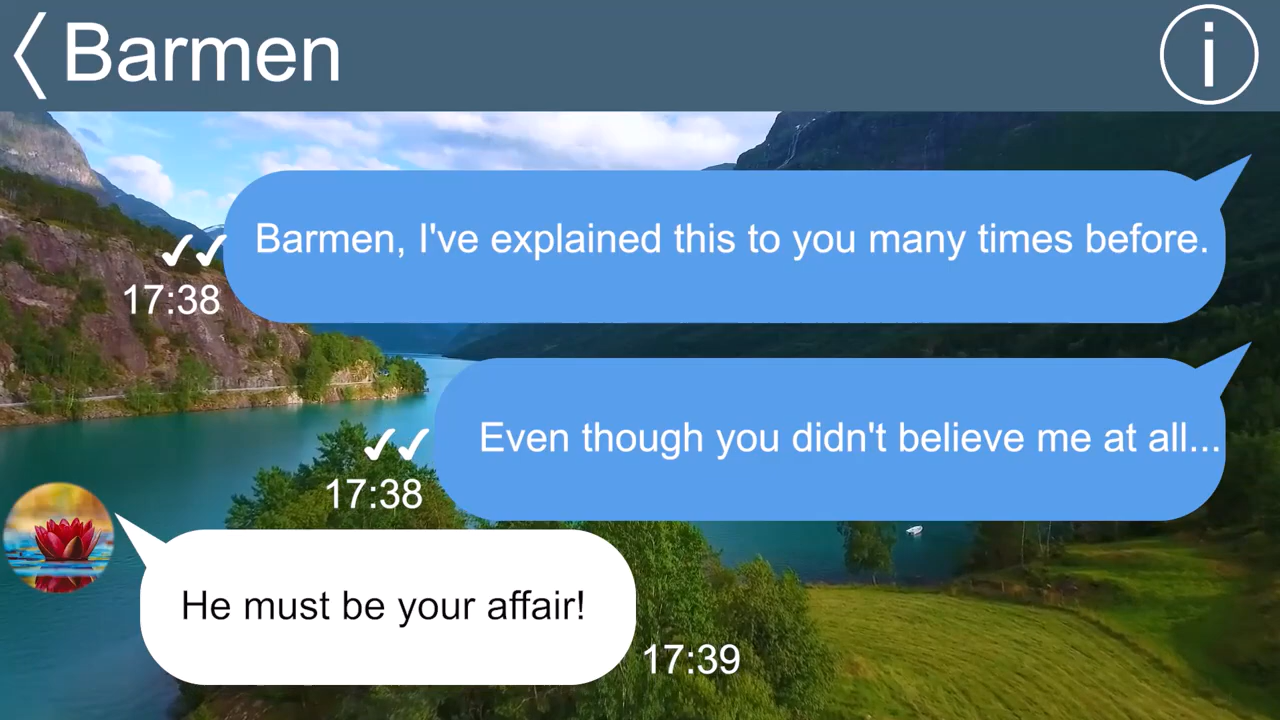 Barmen
Barmen, I've explained this to you many times before.
17:38
Even though you didn't believe me at all...
17:38
He must be your affair!
17:39